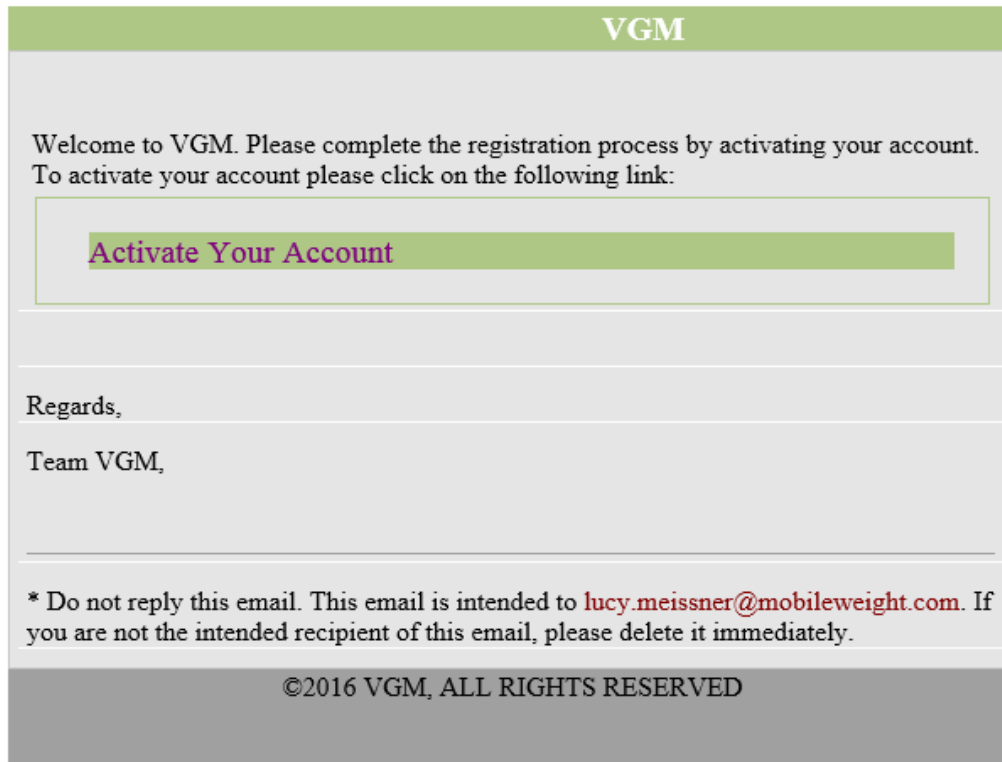 VGM
Welcome to VGM. Please complete the registration process by activating your account.
To activate your account please click on the following link:
Activate Your Account
Regards,
Team VGM,
* Do not reply this email. This email is intended to lucy.meissner@mobileweight.com. If
you are not the intended recipient of this email, please delete it immediately.
©2016 VGM, ALL RIGHTS RESERVED